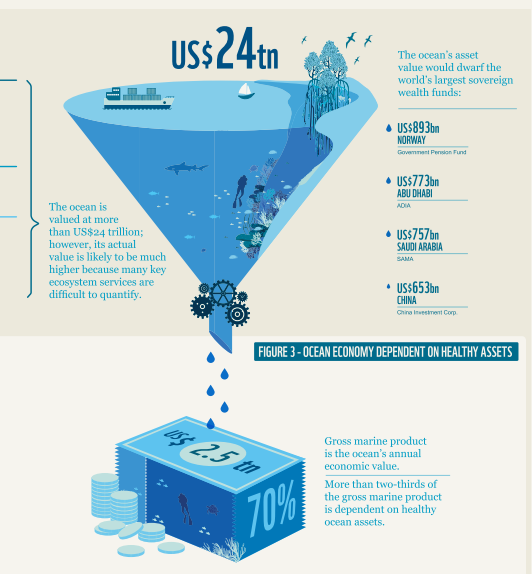 US$24tn
The ocean's asset
value would dwarf the
world's largest sovereign
wealth funds:
US$893bn
NORWAY
Government Pension Fund
US$773bn
ABU DHABI
ADIA
US$757bn
SAUDI ARABIA
SAMA
US$653bn
CHINA
China Investment Corp.
The ocean is
valued at more
than US$24 trillion;
however, its actual
value is likely to be much
higher because many key
ecosystem services are
difficult to quantify.
FIGURE 3 - OCEAN ECONOMY DEPENDENT ON HEALTHY ASSETS
US$ 2.5 tn
70%
Gross marine product
is the ocean's annual
economic value.
More than two-thirds of
the gross marine product
is dependent on healthy
ocean assets.